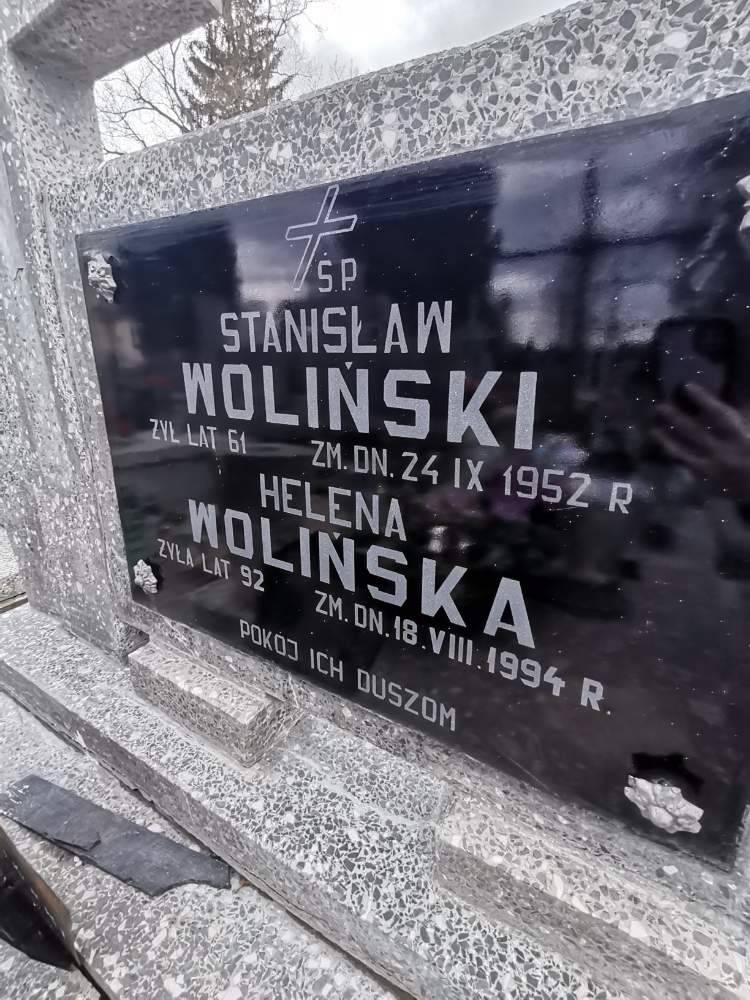 Ś.P
STANISŁAW
WOLIŃSKI
ŻYŁ LAT 61 ZM. DN. 24 IX 1952 R
HELENA
WOLIŃSKA
ŻYŁA LAT 92 ZM. DN. 18.VIII.1994 R.
POKÓJ ICH DUSZOM